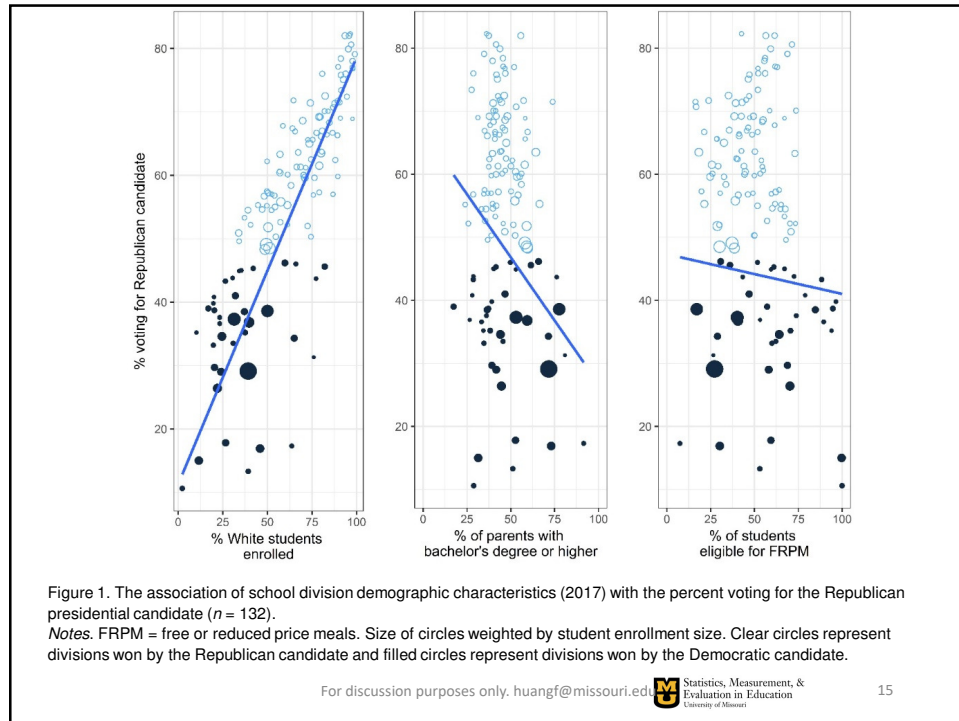 80
60
40
20
% voting for Republican candidate
0 25 50 75 100
% White students
enrolled
80
60
40
20
0 25 50 75 100
% of parents with
bachelor's degree or higher
80
60
40
20
25 50 75 100
% of students
eligible for FRPM
Figure 1. The association of school division demographic characteristics (2017) with the percent voting for the Republican
presidential candidate (n = 132).
Notes. FRPM = free or reduced price meals. Size of circles weighted by student enrollment size. Clear circles represent
divisions won by the Republican candidate and filled circles represent divisions won by the Democratic candidate.
For discussion purposes only. huangf@missouri.edu
Statistics, Measurement, &
Evaluation in Education
University of Missouri
15